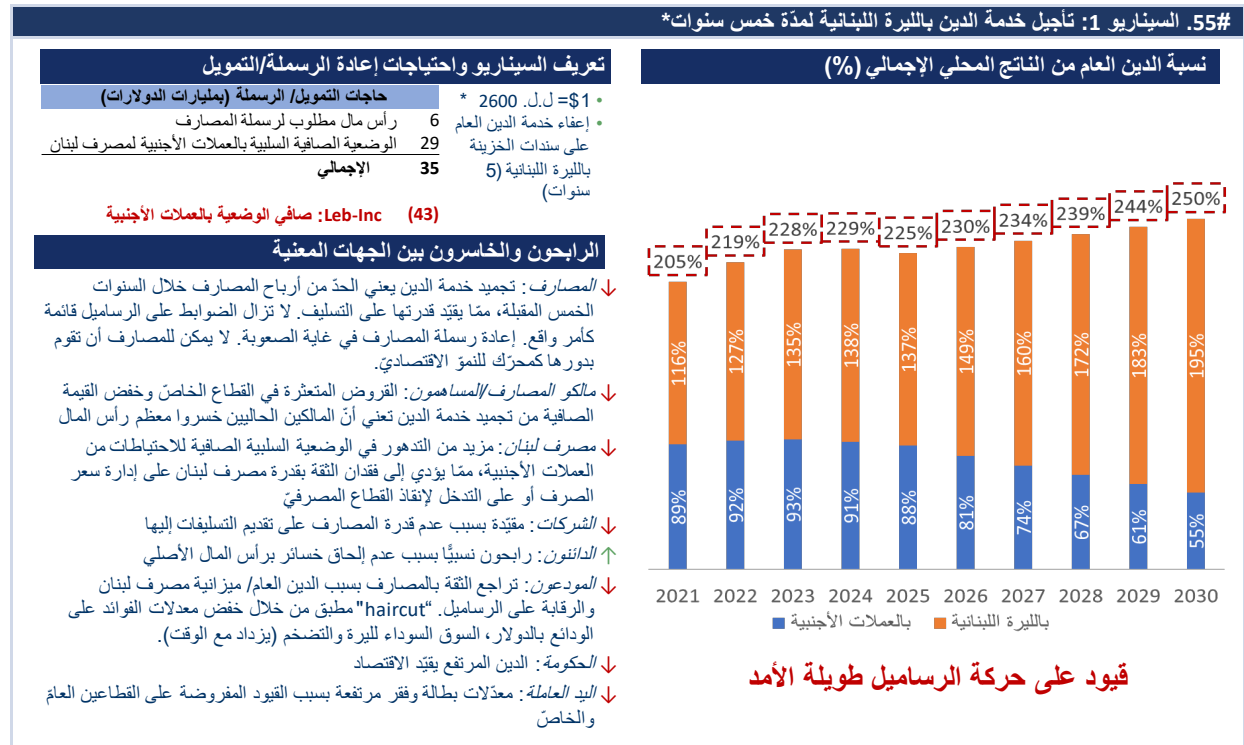 #55. السيناريو 1: تأجيل خدمة الدين بالليرة اللبنانية لمدّة خمس سنوات*
نسبة الدين العام من الناتج المحلي الإجمالي (%)
205% 219% 228% 229% 225% 230% 234% 239% 244% 250%
116% 127% 135% 138% 137% 149% 160% 172% 183% 195%
89% 92% 93% 91% 88% 81% 74% 67% 61% 55%
2021 2022 2023 2024 2025 2026 2027 2028 2029 2030
بالليرة اللبنانية
بالعملات الأجنبية
قيود على حركة الرساميل طويلة الأمد
تعريف السيناريو واحتياجات إعادة الرسملة/التمويل
• 1$= ل.ل. 2600 *
• إعفاء خدمة الدين العام
على سندات الخزينة
بالليرة اللبنانية (5
سنوات)
حاجات التمويل/ الرسملة (بمليارات الدولارات)
6 رأس مال مطلوب لرسملة المصارف
29 الوضعية الصافية السلبية بالعملات الأجنبية لمصرف لبنان
35 الإجمالي
(43) Leb-Inc: صافي الوضعية بالعملات الأجنبية
الرابحون والخاسرون بين الجهات المعنية
↓ المصارف: تجميد خدمة الدين يعني الحدّ من أرباح المصارف خلال السنوات
الخمس المقبلة، ممّا يقيّد قدرتها على التسليف. لا تزال الضوابط على الرساميل قائمة
كأمر واقع. إعادة رسملة المصارف في غاية الصعوبة. لا يمكن للمصارف أن تقوم
بدورها كمحرّك للنموّ الاقتصاديّ.
↓ مالكو المصارف/المساهمون: القروض المتعثرة في القطاع الخاصّ وخفض القيمة
الصافية من تجميد خدمة الدين تعني أنّ المالكين الحاليين خسروا معظم رأس المال
↓ مصرف لبنان: مزيد من التدهور في الوضعية السلبية الصافية للاحتياطات من
العملات الأجنبية، ممّا يؤدي إلى فقدان الثقة بقدرة مصرف لبنان على إدارة سعر
الصرف أو على التدخل لإنقاذ القطاع المصرفيّ
↓ الشركات: مقيّدة بسبب عدم قدرة المصارف على تقديم التسليفات إليها
↑ الدائنون: رابحون نسبيًّا بسبب عدم إلحاق خسائر برأس المال الأصلي
↓ المودعون: تراجع الثقة بالمصارف بسبب الدين العام/ ميزانية مصرف لبنان
والرقابة على الرساميل. “haircut" مطبق من خلال خفض معدلات الفوائد على
الودائع بالدولار، السوق السوداء لليرة والتضخم (يزداد مع الوقت).
↓ الحكومة: الدين المرتفع يقيّد الاقتصاد
↓ اليد العاملة: معدّلات بطالة وفقر مرتفعة بسبب القيود المفروضة على القطاعين العامّ
والخاصّ